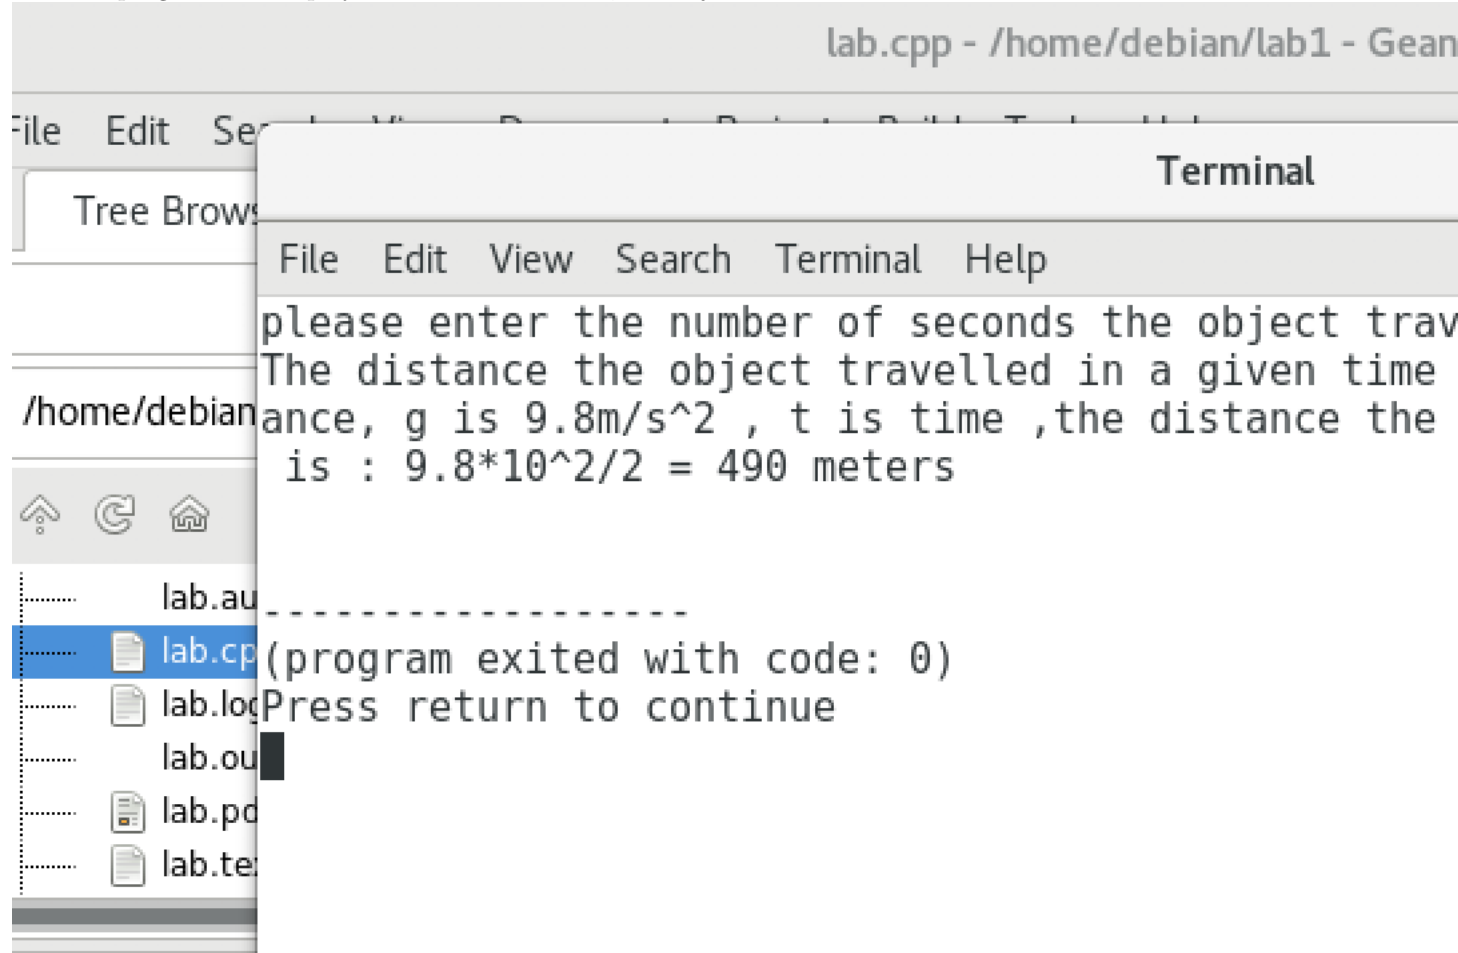 lab.cpp - /home/debian/lab1 - Gean
File Edit
Tree Brows
Terminal
File Edit View Search Terminal Help
/home/debian
please enter the number of seconds the object trav
The distance the object travelled in a given time
ance, g is 9.8m/s^2 , t is time ,the distance the
is : 9.8*10^2/2 = 490 meters
lab.au
lab.cp
lab.log
lab.ou
lab.pd
lab.te
------------------
(program exited with code: 0)
Press return to continue